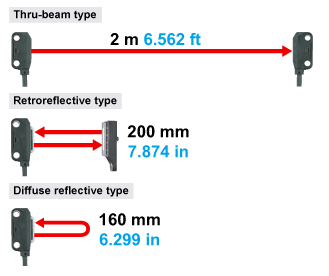 Thru-beam type
2 m 6.562 ft
Retroreflective type
200 mm
7.874 in
Diffuse reflective type
160 mm
6.299 in